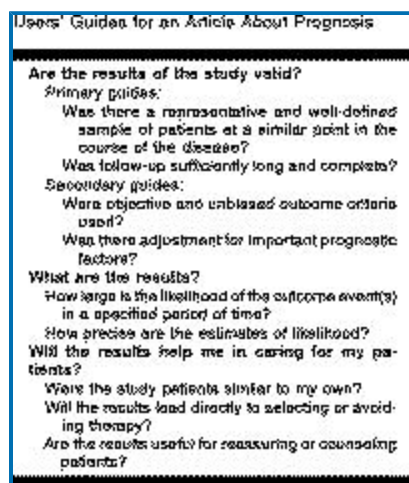 Users' Guides for an Article About Prognosis
Are the results of the study valid?
Primary guides:
Was there a representative and well-defined
sample of patients at a similar point in the
course of the disease?
Was follow-up sufficiently long and complete?
Secondary guides:
Were objective and unbiased outcome criteria
used?
Was there adjustment for important prognostic
factors?
What are the results?
How large is the likelihood of the outcome event(s)
in a specified period of time?
How precise are the estimates of likelihood?
Will the results help me in caring for my pa-
tients?
Were the study patients similar to my own?
Will the results lead directly to selecting or avoid-
ing therapy?
Are the results useful for reassuring or counseling
patients?